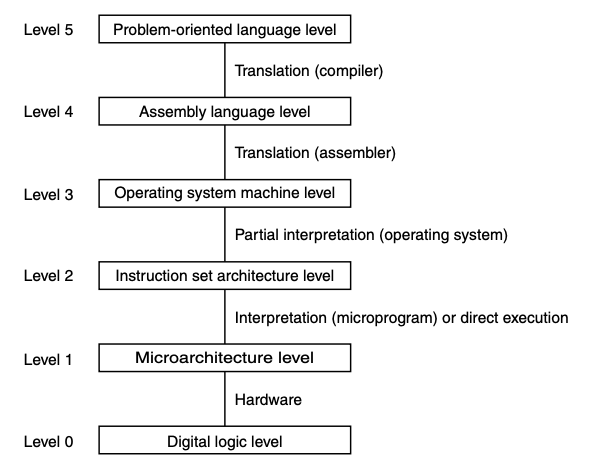 Level 5 Problem-oriented language level
Translation (compiler)
Level 4 Assembly language level
Translation (assembler)
Level 3 Operating system machine level
Partial interpretation (operating system)
Level 2 Instruction set architecture level
Interpretation (microprogram) or direct execution
Level 1 Microarchitecture level
Hardware
Level 0 Digital logic level